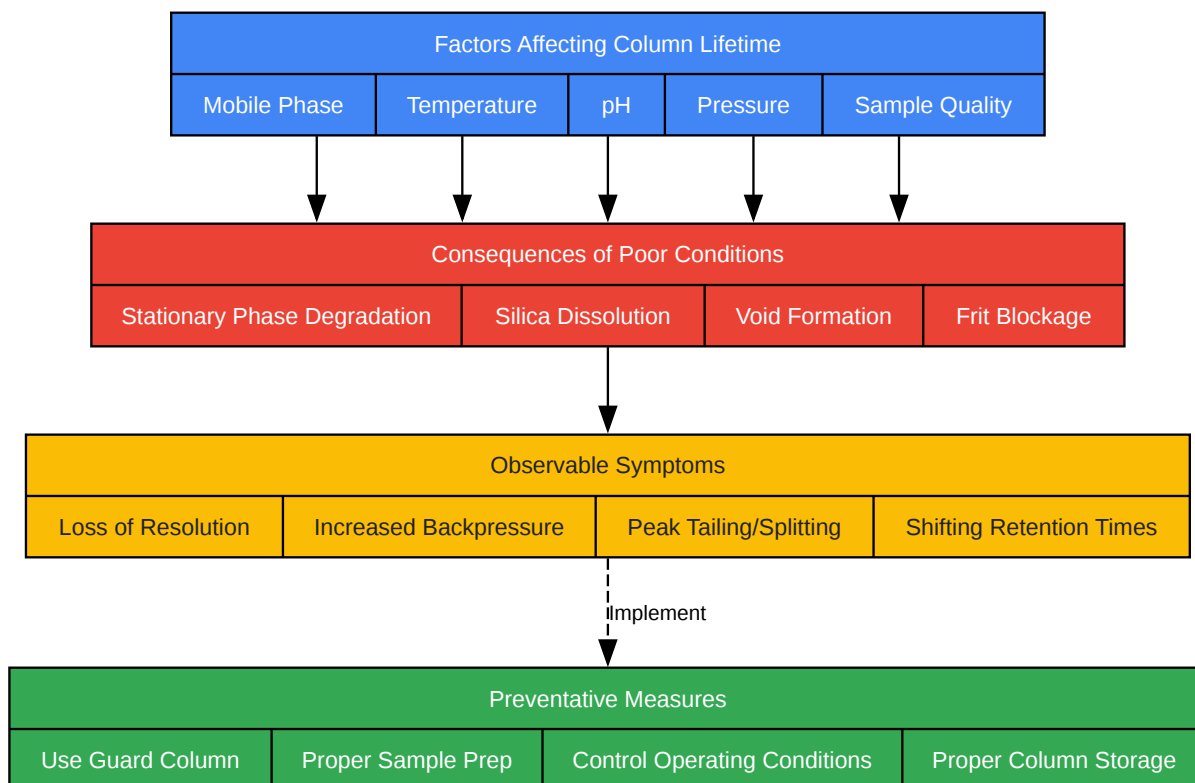 Factors Affecting Column Lifetime
Mobile Phase Temperature pH Pressure Sample Quality
Consequences of Poor Conditions
Stationary Phase Degradation Silica Dissolution Void Formation Frit Blockage
Observable Symptoms
Loss of Resolution Increased Backpressure Peak Tailing/Splitting Shifting Retention Times
Implement
Preventative Measures
Use Guard Column Proper Sample Prep Control Operating Conditions Proper Column Storage